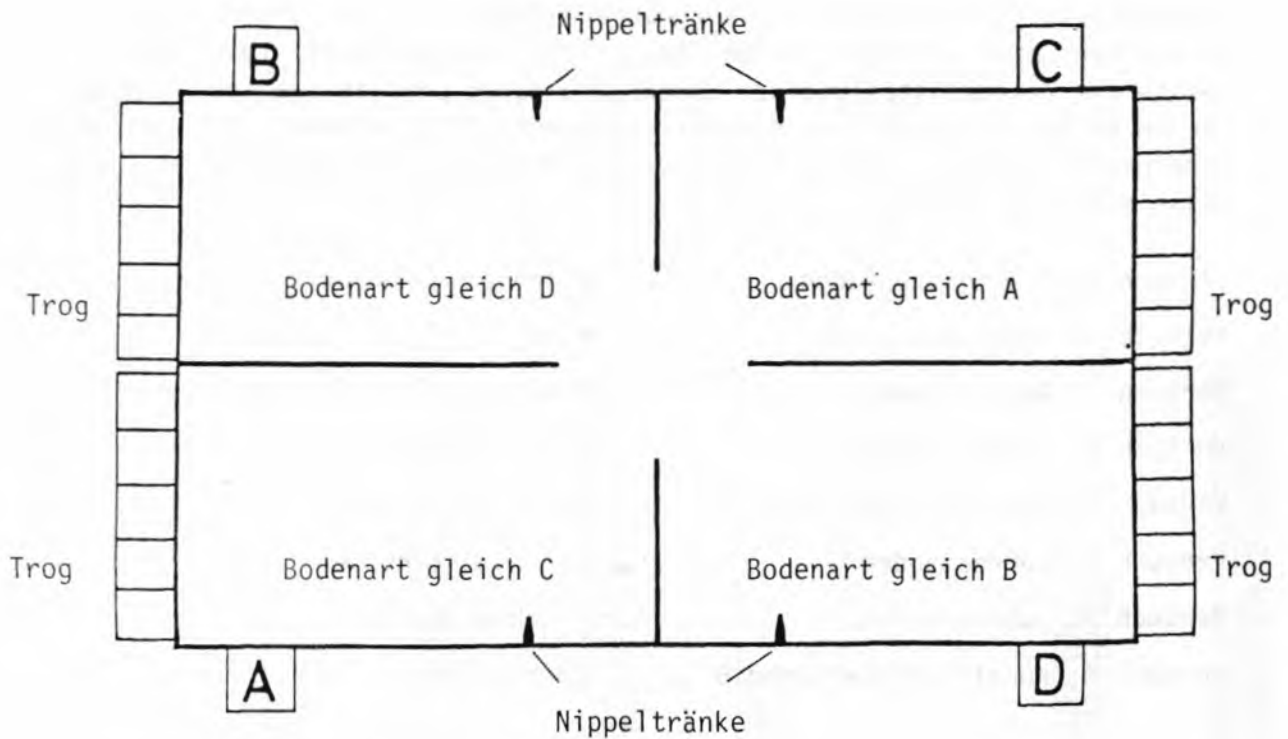 Nippeltränke
B
C
Bodenart gleich D
Bodenart gleich A
Trog
Trog
Bodenart gleich C
Bodenart gleich B
Trog
Trog
A
D
Nippeltränke